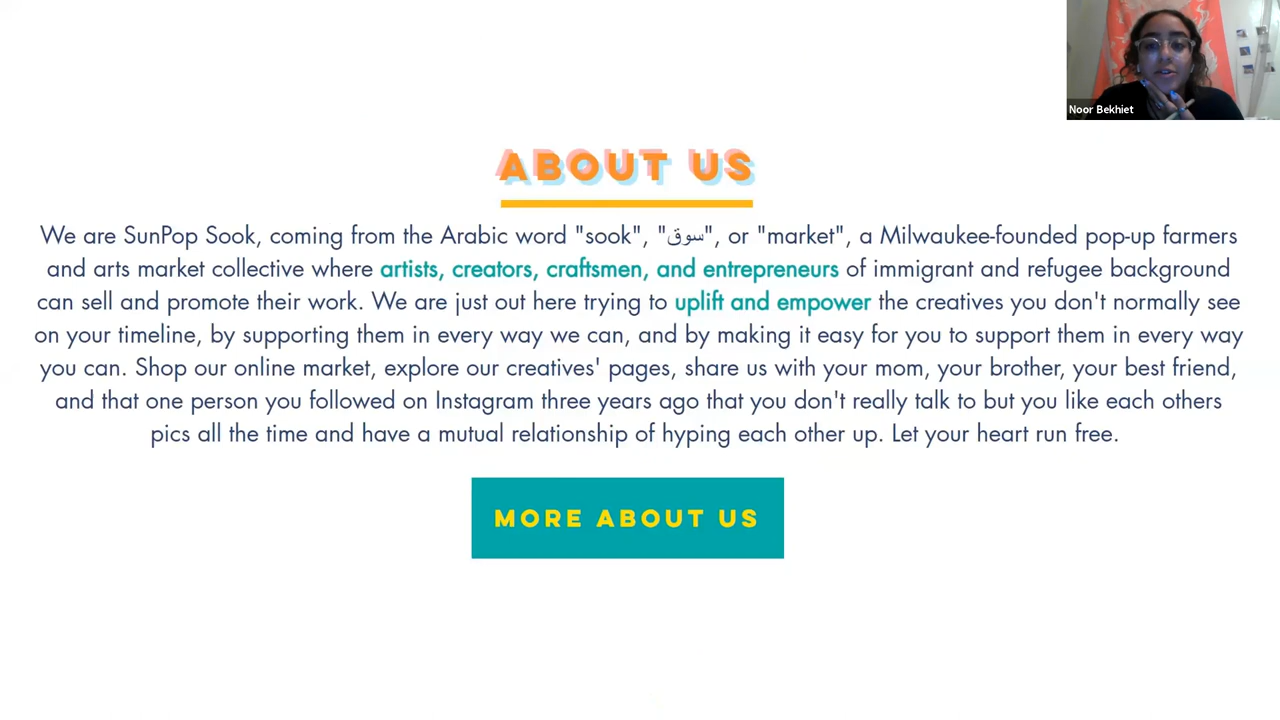 Noor Bekhiet
ABOUT US
We are SunPop Sook, coming from the Arabic word "sook", "سوق", or "market", a Milwaukee-founded pop-up farmers
and arts market collective where artists, creators, craftsmen, and entrepreneurs of immigrant and refugee background
can sell and promote their work. We are just out here trying to uplift and empower the creatives you don't normally see
on your timeline, by supporting them in every way we can, and by making it easy for you to support them in every way
you can. Shop our online market, explore our creatives' pages, share us with your mom, your brother, your best friend,
and that one person you followed on Instagram three years ago that you don't really talk to but you like each others
pics all the time and have a mutual relationship of hyping each other up. Let your heart run free.
MORE ABOUT US